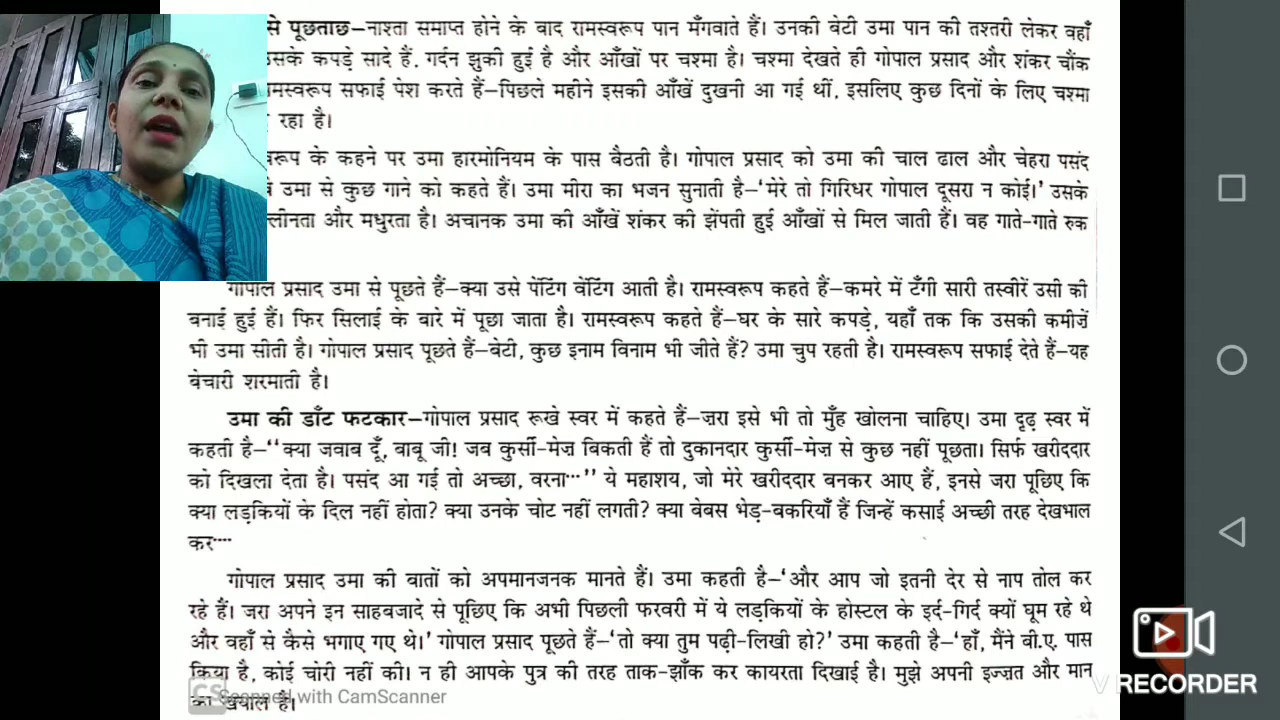 से पूछताछ–नाश्ता समाप्त होने के बाद रामस्वरूप पान मँगवाते हैं। उनकी बेटी उमा पान की तश्तरी लेकर वहाँ
सके कपड़े सादे हैं. गर्दन झुकी हुई है और आँखों पर चश्मा है। चश्मा देखते ही गोपाल प्रसाद और शंकर चौंक
मस्वरूप सफाई पेश करते हैं–पिछले महीने इसकी आँखें दुखनी आ गई थीं, इसलिए कुछ दिनों के लिए चश्मा
रहा है।
रूप के कहने पर उमा हारमोनियम के पास बैठती है। गोपाल प्रसाद को उमा की चाल ढाल और चेहरा पसंद
उमा से कुछ गाने को कहते हैं। उमा मीरा का भजन सुनाती है–‘मेरे तो गिरिधर गोपाल दूसरा न कोई।’ उसके
लीनता और मधुरता है। अचानक उमा की आँखें शंकर की झेंपती हुई आँखों से मिल जाती हैं। वह गाते-गाते रुक
गोपाल प्रसाद उमा से पूछते हैं–क्या उसे पेंटिंग वेंटिंग आती है। रामस्वरूप कहते हैं–कमरे में टँगी सारी तस्वीरें उसी की
बनाई हुई हैं। फिर सिलाई के बारे में पूछा जाता है। रामस्वरूप कहते हैं–घर के सारे कपड़े, यहाँ तक कि उसकी कमीज़ें
भी उमा सीती है। गोपाल प्रसाद पूछते हैं–बेटी, कुछ इनाम विनाम भी जीते हैं? उमा चुप रहती है। रामस्वरूप सफाई देते हैं–यह
बेचारी शरमाती है।
उमा की डाँट फटकार–गोपाल प्रसाद रूखे स्वर में कहते हैं–ज़रा इसे भी तो मुँह खोलना चाहिए। उमा दृढ़ स्वर में
कहती है–“क्या जवाब दूँ, बाबू जी! जब कुर्सी-मेज़ बिकती हैं तो दुकानदार कुर्सी-मेज़ से कुछ नहीं पूछता। सिर्फ खरीददार
को दिखला देता है। पसंद आ गई तो अच्छा, वरना····” ये महाशय, जो मेरे खरीददार बनकर आए हैं, इनसे जरा पूछिए कि
क्या लड़कियों के दिल नहीं होता? क्या उनके चोट नहीं लगती? क्या बेबस भेड़-बकरियाँ हैं जिन्हें कसाई अच्छी तरह देखभाल
कर····
गोपाल प्रसाद उमा की बातों को अपमानजनक मानते हैं। उमा कहती है–‘और आप जो इतनी देर से नाप तोल कर
रहे हैं। जरा अपने इन साहबजादे से पूछिए कि अभी पिछली फरवरी में ये लड़कियों के होस्टल के इर्द-गिर्द क्यों घूम रहे थे
और वहाँ से कैसे भगाए गए थे।’ गोपाल प्रसाद पूछते हैं–‘तो क्या तुम पढ़ी-लिखी हो?’ उमा कहती है–‘हाँ, मैंने बी.ए. पास
किया है, कोई चोरी नहीं की। न ही आपके पुत्र की तरह ताक-झाँक कर कायरता दिखाई है। मुझे अपनी इज्ज़त और मान
का ख्याल है।
CS Scanned with CamScanner
V RECORDER